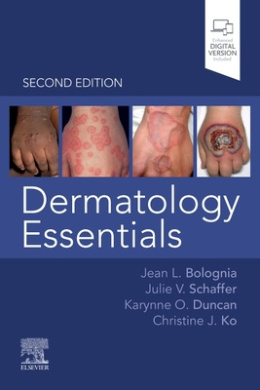 Enhanced
DIGITAL
VERSION
Included
SECOND EDITION
Dermatology
Essentials
Jean L. Bolognia
Julie V. Schaffer
Karynne O. Duncan
Christine J. Ko
ELSEVIER